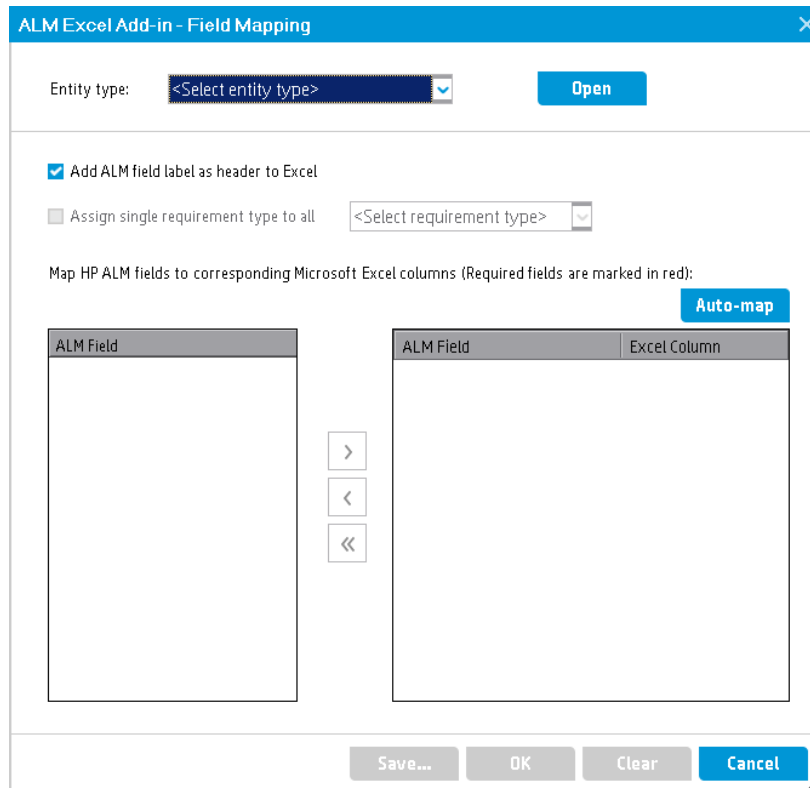 ALM Excel Add-in - Field Mapping
Entity type: <Select entity type> Open
Add ALM field label as header to Excel
Assign single requirement type to all <Select requirement type>
Map HP ALM fields to corresponding Microsoft Excel columns (Required fields are marked in red):
Auto-map
ALM Field ALM Field Excel Column
Save... OK Clear Cancel